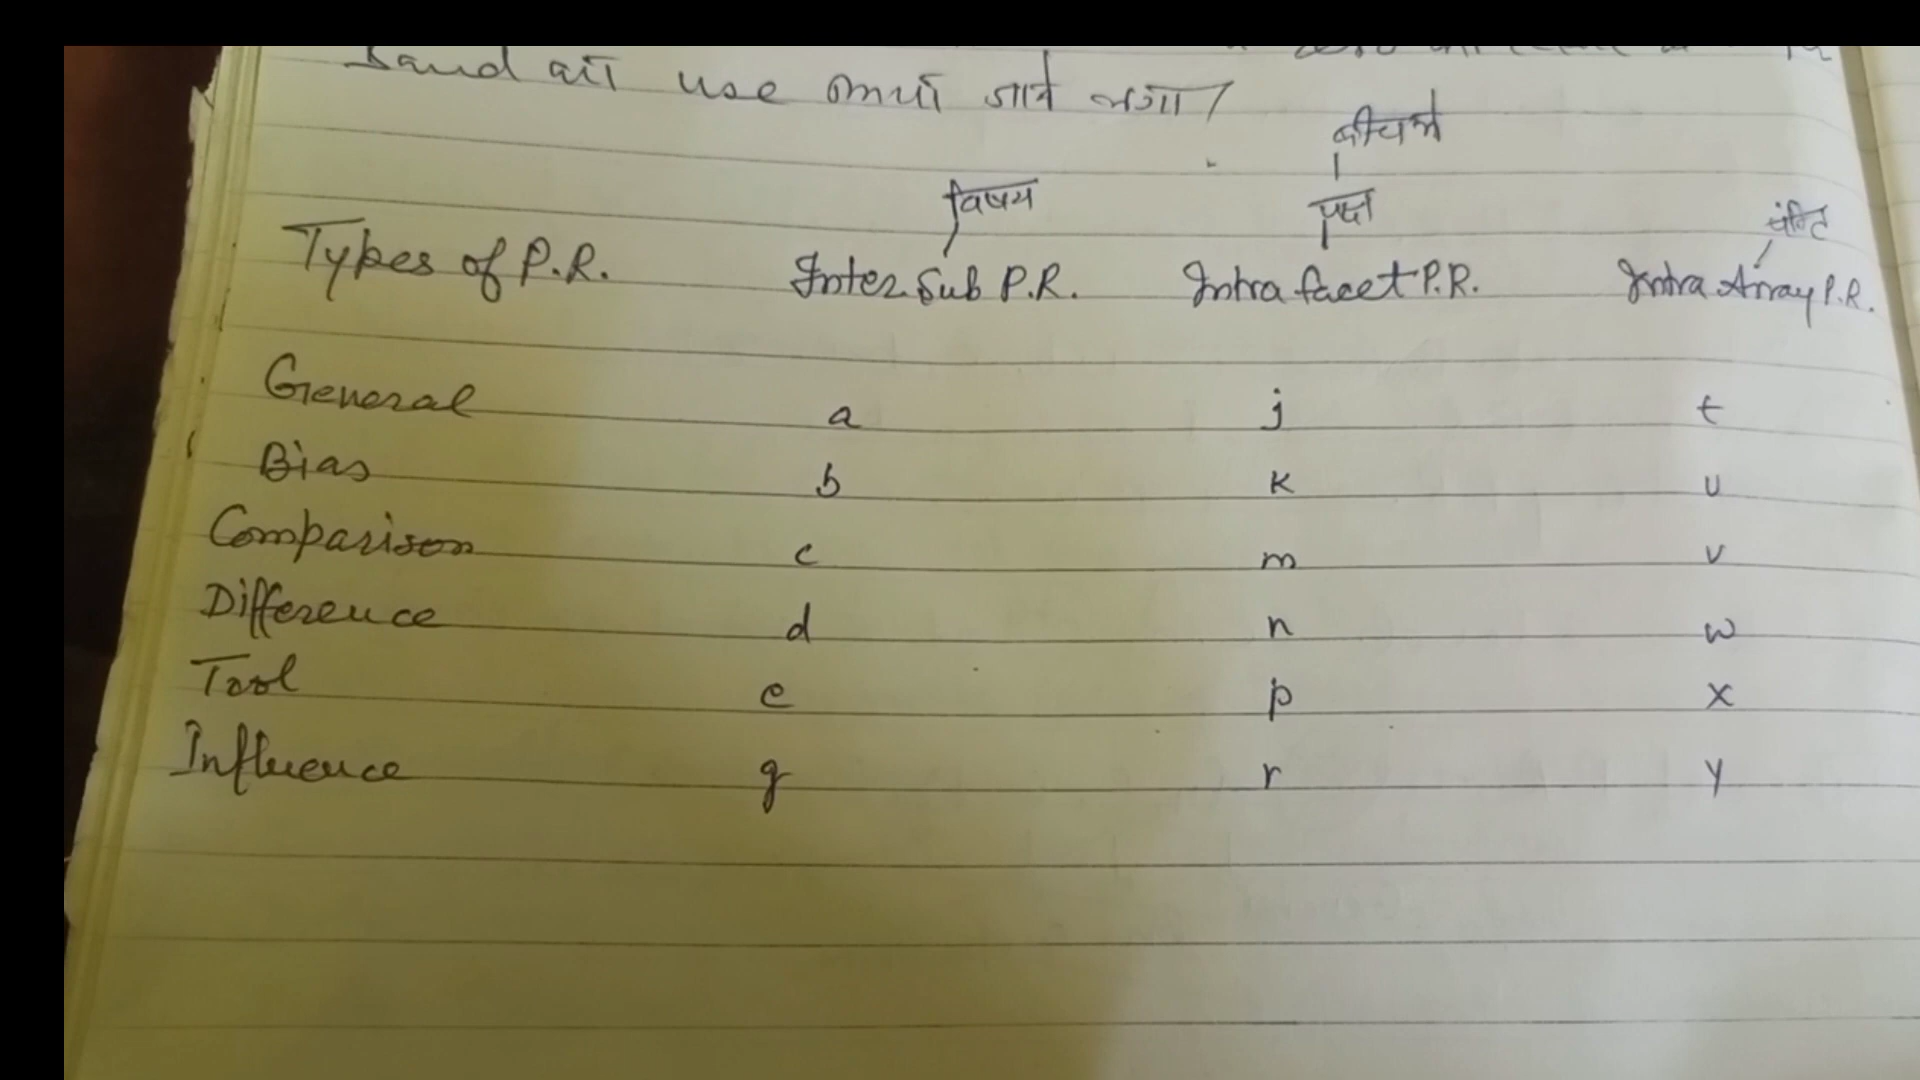 Band का use किया जाने लगा।
बीच में
विषय पक्ष पंक्ति
Types of P.R. Inter Sub P.R. Intra facet P.R. Intra Array P.R.
General a j t
Bias b k u
Comparison c m v
Difference d n w
Tool e p x
Influence g r y